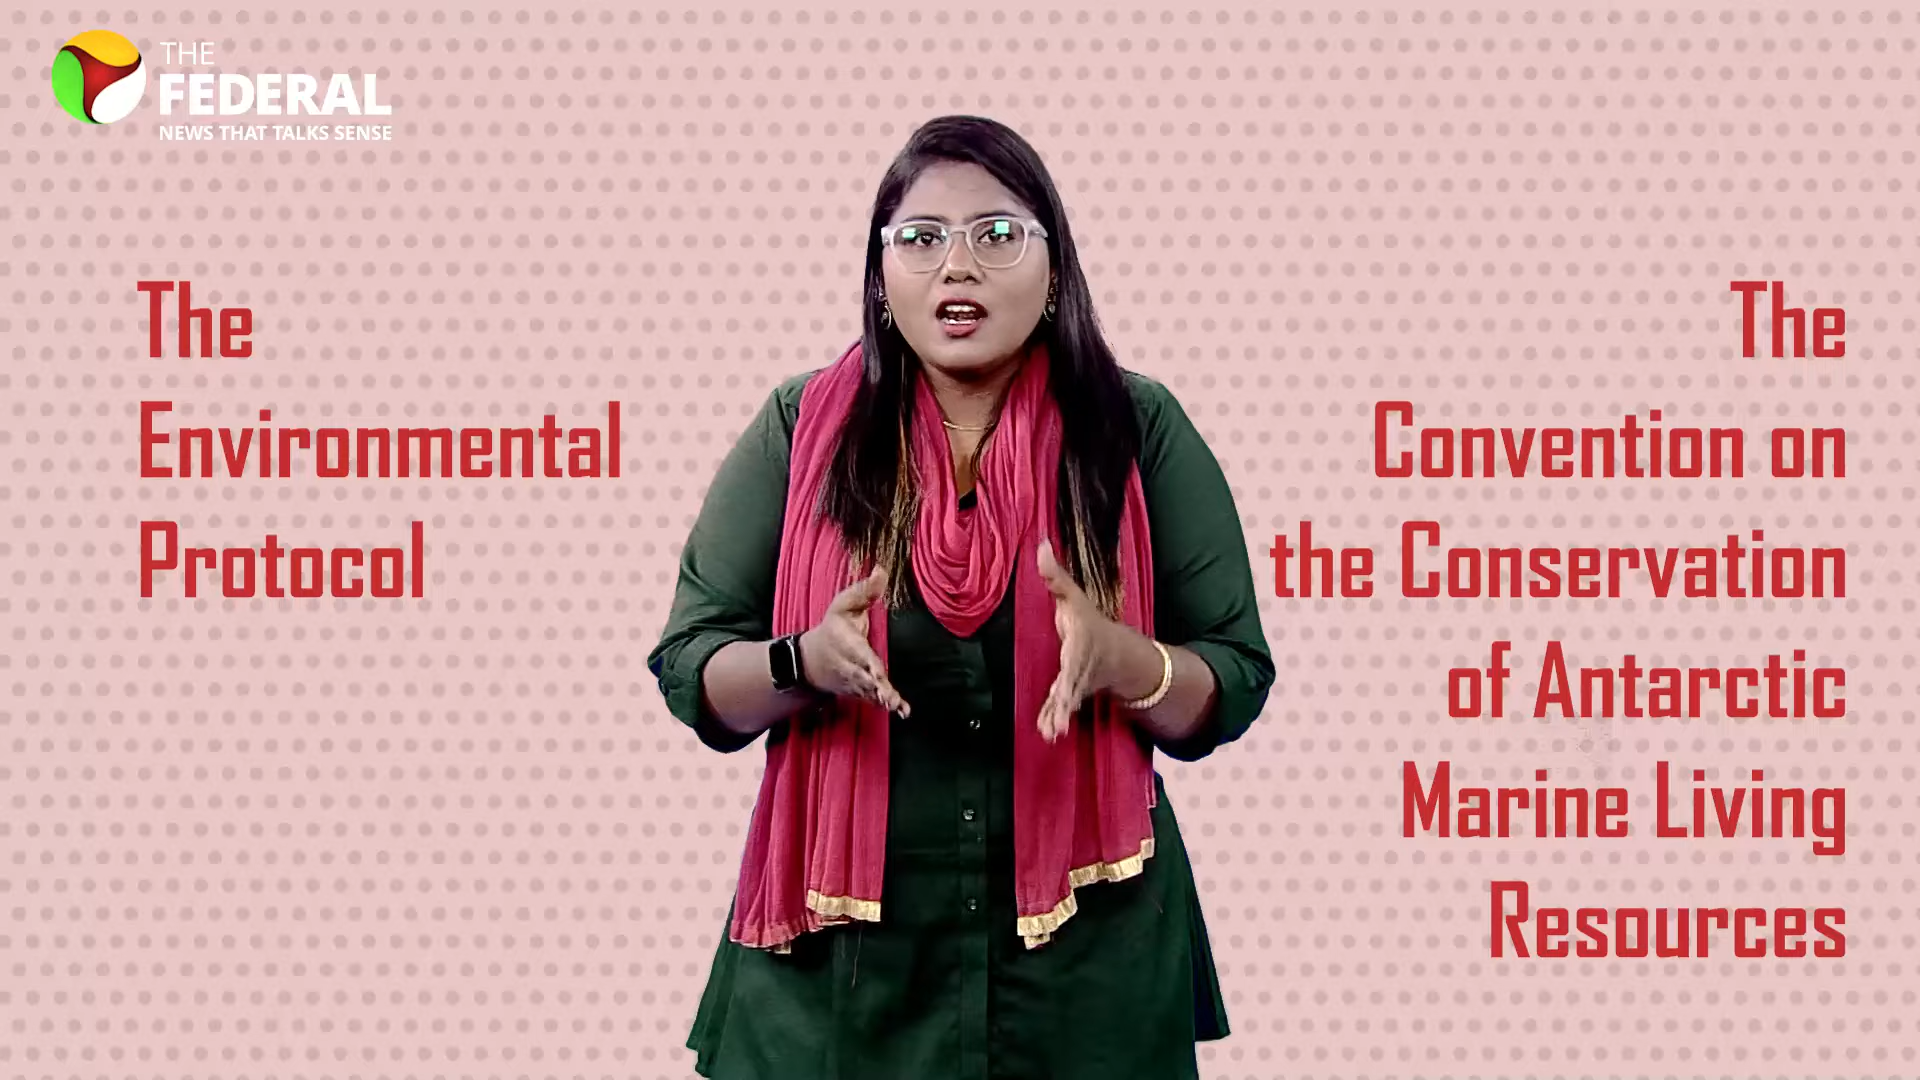 THE
FEDERAL
NEWS THAT TALKS SENSE
The
Environmental
Protocol
The
Convention on
the Conservation
of Antarctic
Marine Living
Resources